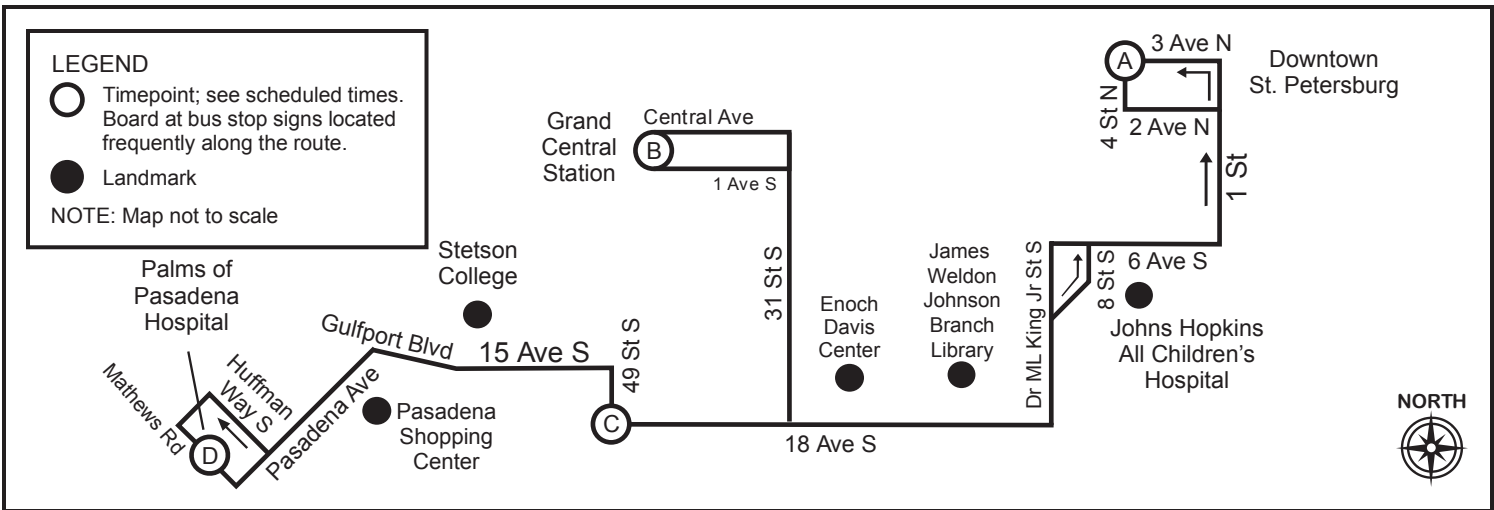 LEGEND
Timepoint; see scheduled times.
Board at bus stop signs located
frequently along the route.
Landmark
NOTE: Map not to scale
A
3 Ave N
Downtown
St. Petersburg
4 St N
2 Ave N
1 St
Grand
Central
Station
Central Ave
B
1 Ave S
31 St S
Stetson
College
Palms of
Pasadena
Hospital
Gulfport Blvd
15 Ave S
49 St S
Enoch
Davis
Center
James
Weldon
Johnson
Branch
Library
Dr ML King Jr St S
8 St S
6 Ave S
Johns Hopkins
All Children’s
Hospital
Mathews Rd
Huffman
Way S
Pasadena Ave
D
Pasadena
Shopping
Center
C
18 Ave S
NORTH